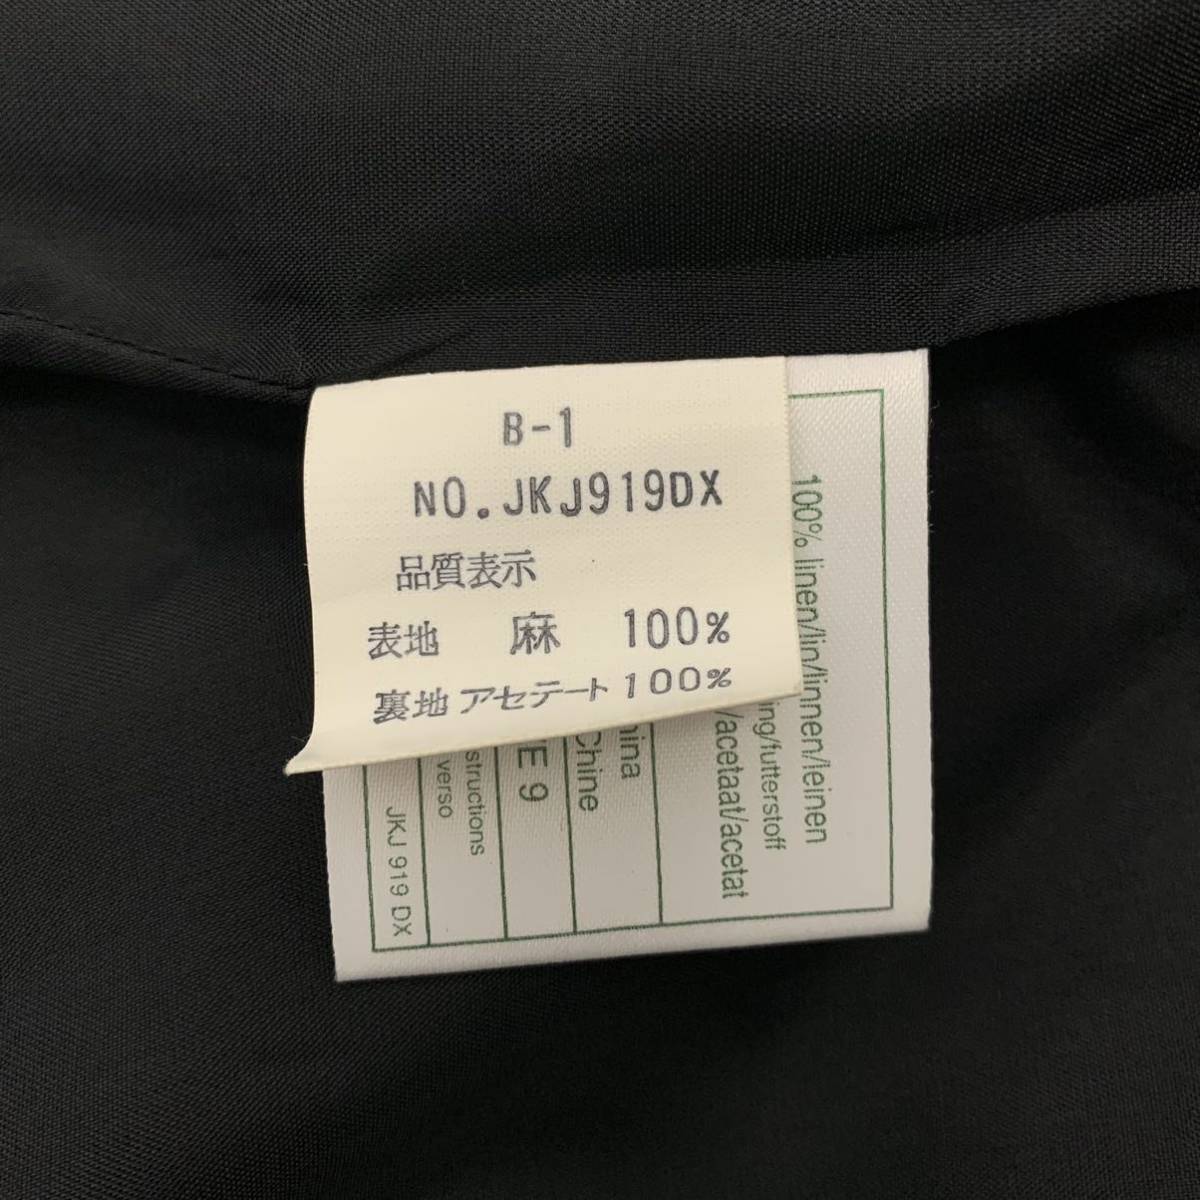 B-1
NO.JKJ919DX
品質表示
表地 麻 100%
裏地 アセテート 100%
100% linen/lin/linnen/leinen
ing/futterstoff
/acetaat/acetat
hina
Chine
E 9
structions
verso
JKJ 919 DX